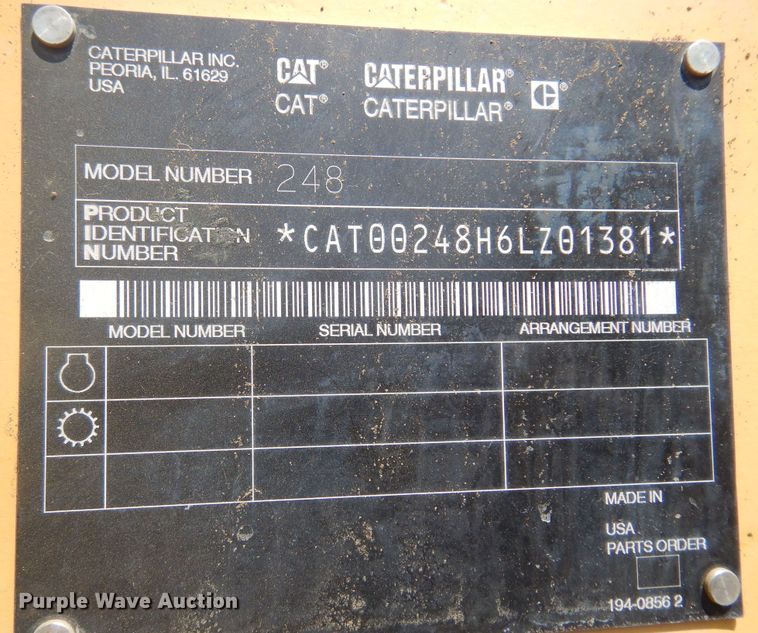 CATERPILLAR INC.
PEORIA, IL. 61629
USA
CAT® CATERPILLAR®
CAT® CATERPILLAR®
C
MODEL NUMBER 248
PRODUCT
IDENTIFICATION
NUMBER
*CAT00248H6LZ01381*
MODEL NUMBER SERIAL NUMBER ARRANGEMENT NUMBER
MADE IN
USA
PARTS ORDER
194-0856 2
Purple Wave Auction